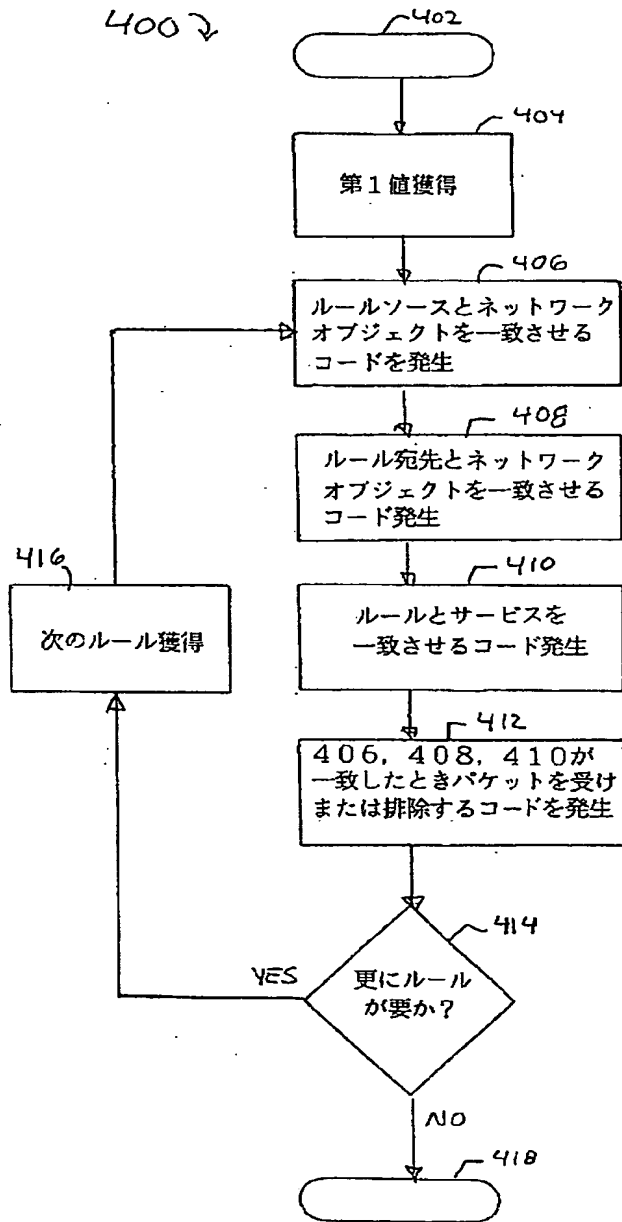 400
402
404
第1値獲得
406
ルールソースとネットワーク
オブジェクトを一致させる
コードを発生
408
ルール宛先とネットワーク
オブジェクトを一致させる
コード発生
410
ルールとサービスを
一致させるコード発生
412
406, 408, 410が
一致したときパケットを受け
または排除するコードを発生
414
更にルール
が要か?
YES
416
次のルール獲得
NO
418